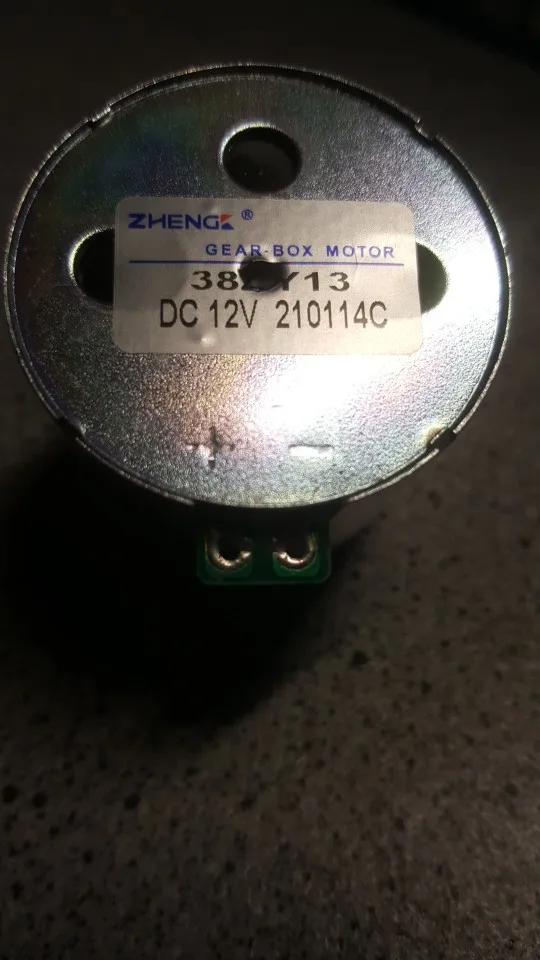 ZHENGK ®
GEAR-BOX MOTOR
DC 12V 210114C
+ −